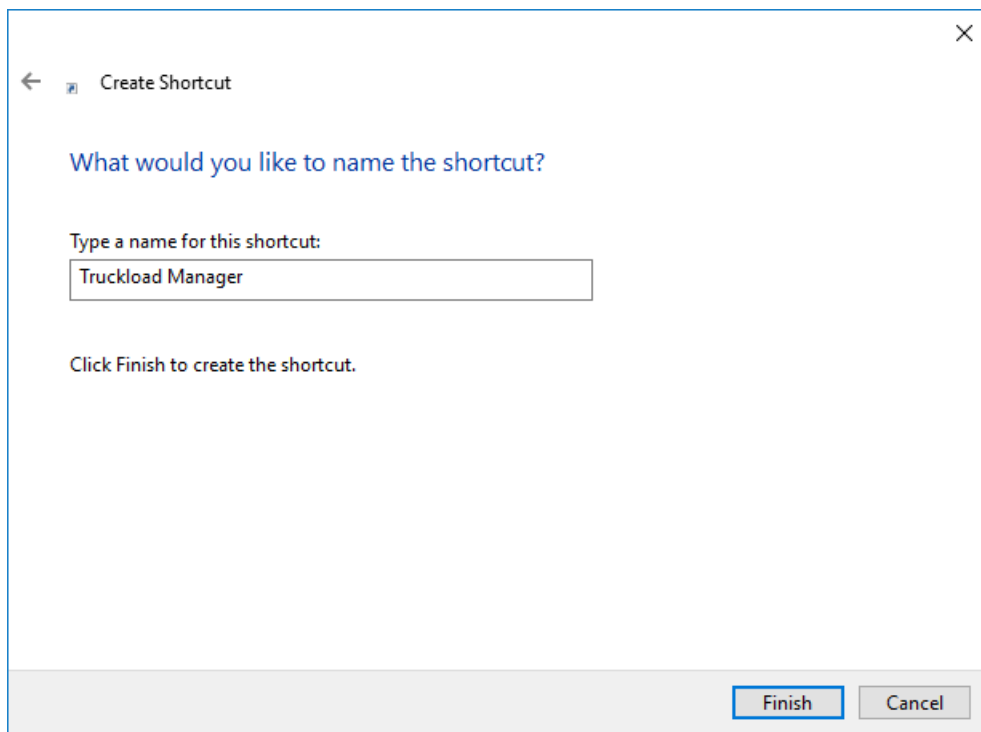 Create Shortcut
What would you like to name the shortcut?
Type a name for this shortcut:
Truckload Manager
Click Finish to create the shortcut.
Finish Cancel